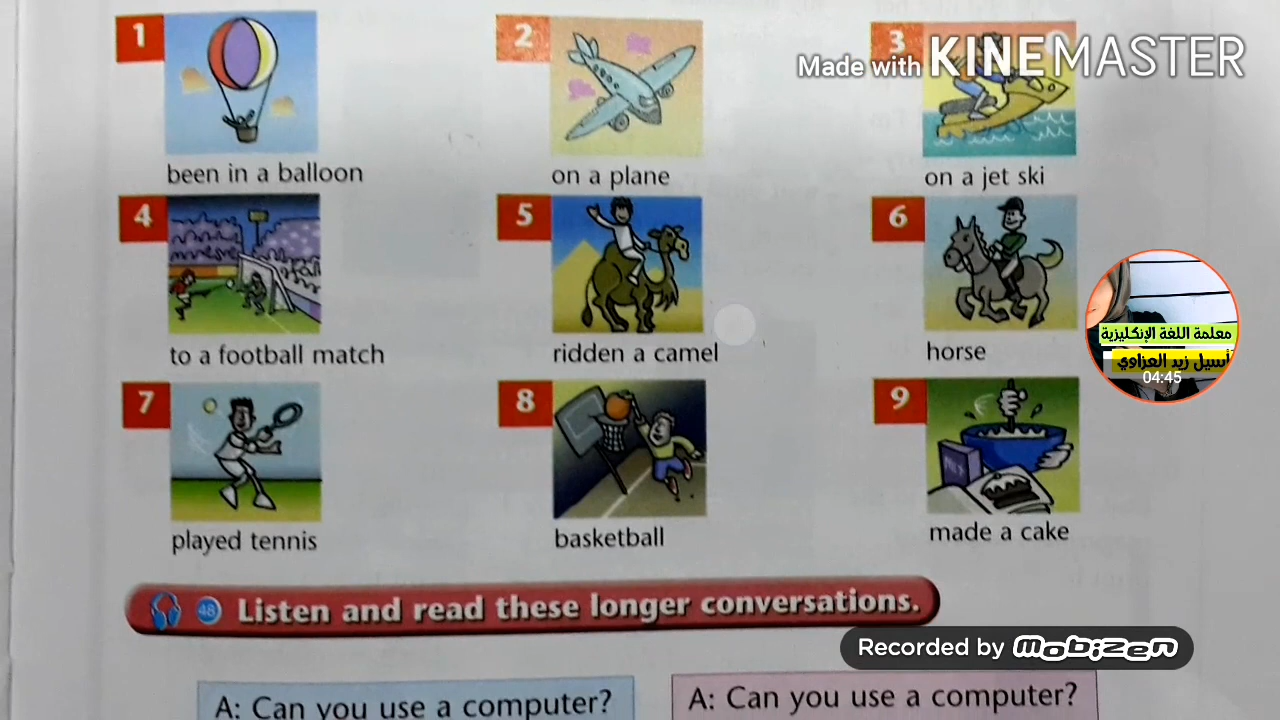 1
2
3
Made with KINEMASTER
been in a balloon
on a plane
on a jet ski
4
5
6
to a football match
ridden a camel
horse
معلمة اللغة الإنكليزية
أسيل زيد العزاوي
04:45
7
8
9
played tennis
basketball
made a cake
48 Listen and read these longer conversations.
Recorded by Mobizen
A: Can you use a computer?
A: Can you use a computer?